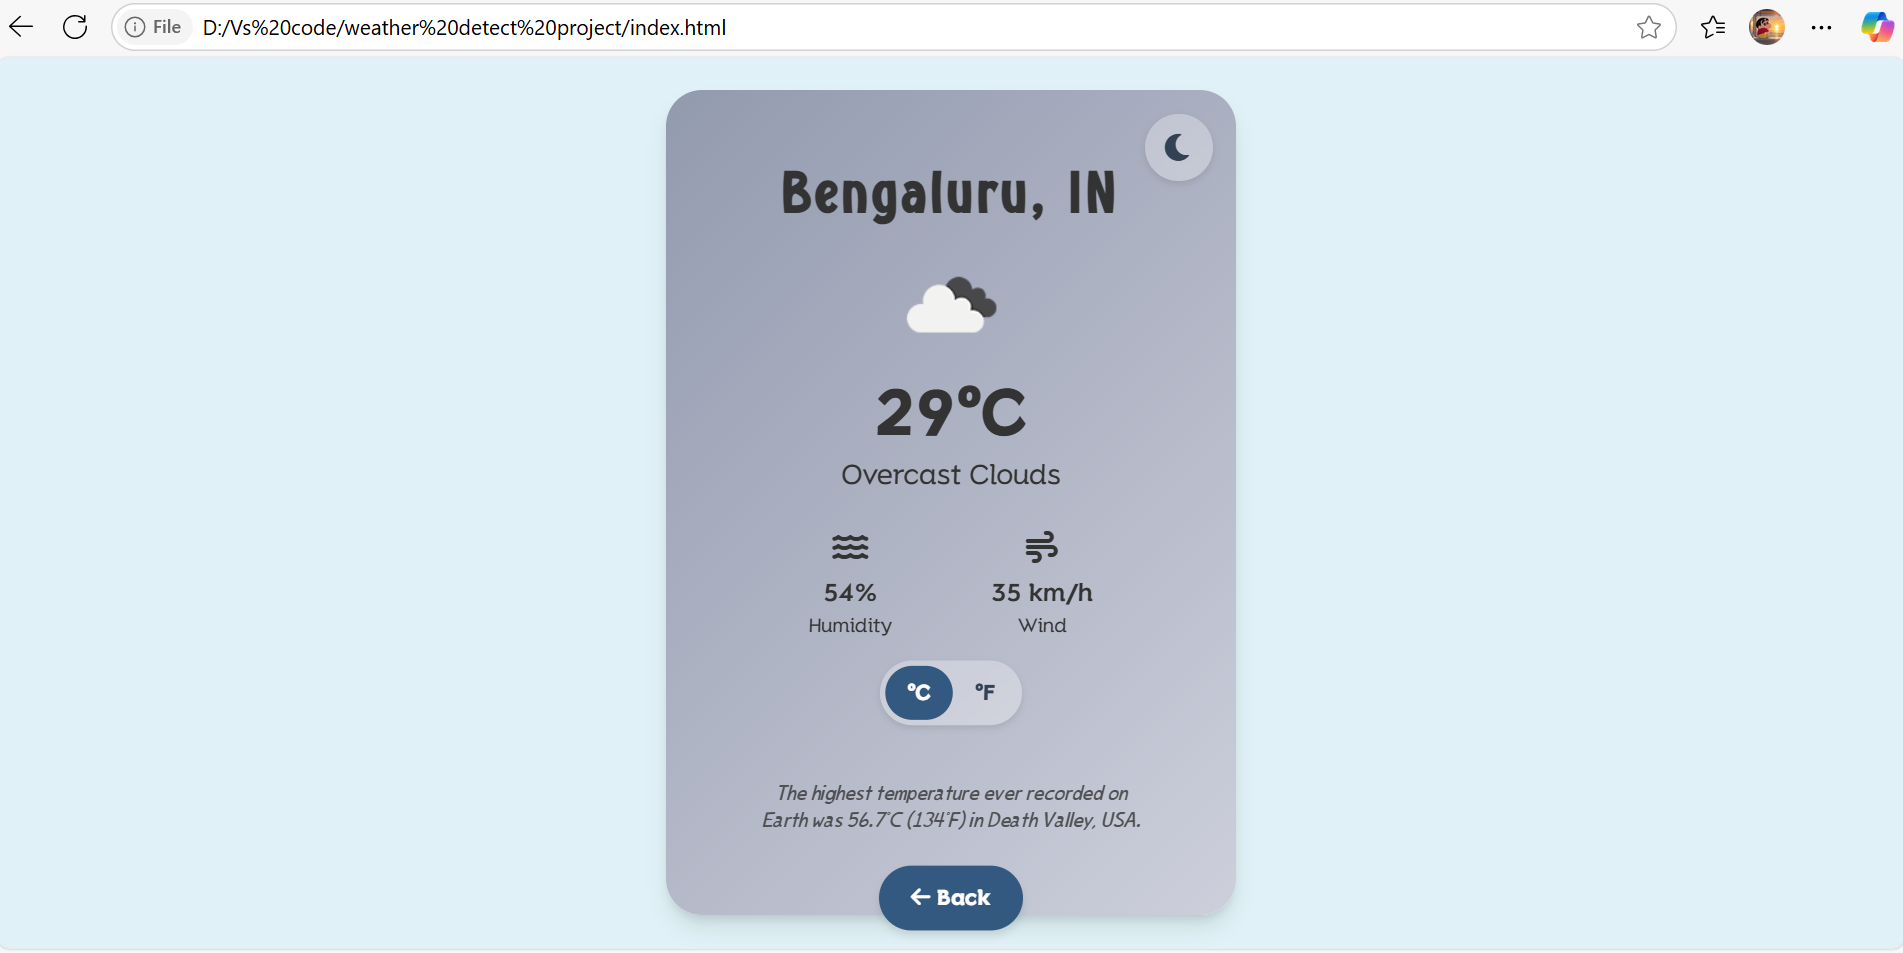 File D:/Vs%20code/weather%20detect%20project/index.html
Bengaluru, IN
29°C
Overcast Clouds
54% 35 km/h
Humidity Wind
°C °F
The highest temperature ever recorded on
Earth was 56.7°C (134°F) in Death Valley, USA.
← Back